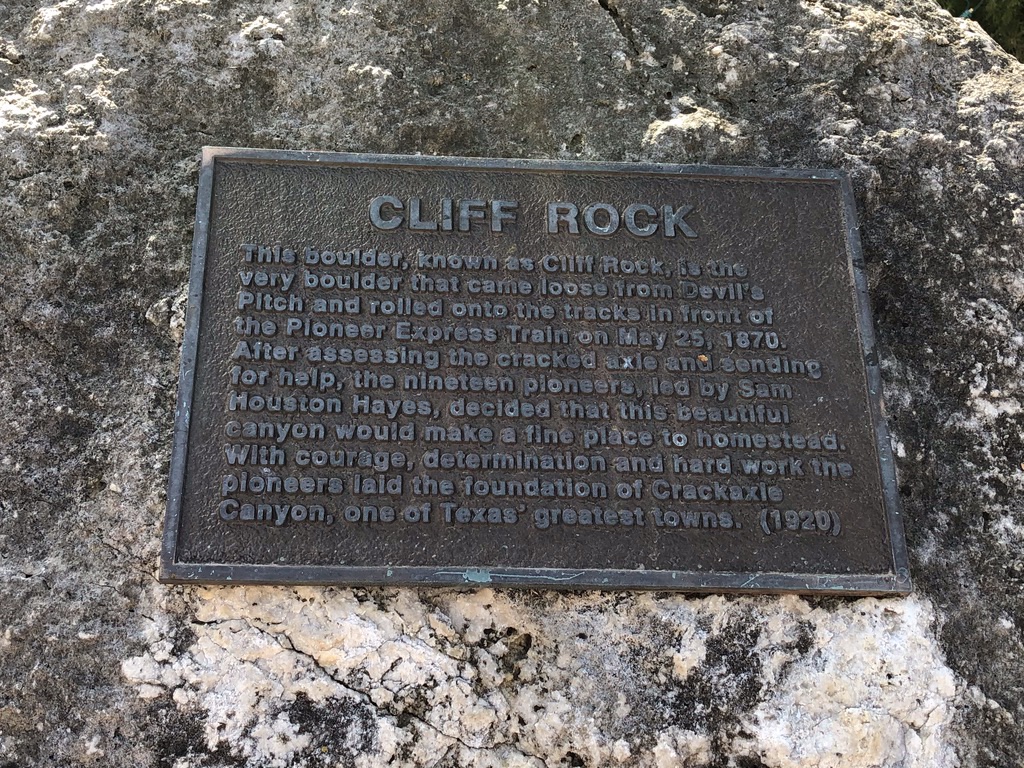 CLIFF ROCK
This boulder, known as Cliff Rock, is the
very boulder that came loose from Devil's
Pitch and rolled onto the tracks in front of
the Pioneer Express Train on May 25, 1870.
After assessing the cracked axle and sending
for help, the nineteen pioneers, led by Sam
Houston Hayes, decided that this beautiful
canyon would make a fine place to homestead.
With courage, determination and hard work the
pioneers laid the foundation of Crackaxle
Canyon, one of Texas' greatest towns. (1920)